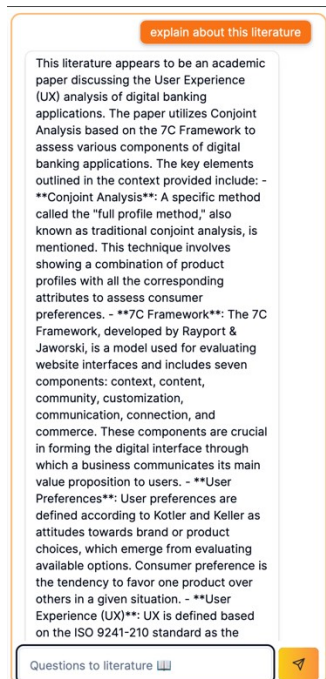 explain about this literature
This literature appears to be an academic
paper discussing the User Experience
(UX) analysis of digital banking
applications. The paper utilizes Conjoint
Analysis based on the 7C Framework to
assess various components of digital
banking applications. The key elements
outlined in the context provided include: -
**Conjoint Analysis**: A specific method
called the "full profile method," also
known as traditional conjoint analysis, is
mentioned. This technique involves
showing a combination of product
profiles with all the corresponding
attributes to assess consumer
preferences. - **7C Framework**: The 7C
Framework, developed by Rayport &
Jaworski, is a model used for evaluating
website interfaces and includes seven
components: context, content,
community, customization,
communication, connection, and
commerce. These components are crucial
in forming the digital interface through
which a business communicates its main
value proposition to users. - **User
Preferences**: User preferences are
defined according to Kotler and Keller as
attitudes towards brand or product
choices, which emerge from evaluating
available options. Consumer preference is
the tendency to favor one product over
others in a given situation. - **User
Experience (UX)**: UX is defined based
on the ISO 9241-210 standard as the
Questions to literature 📖